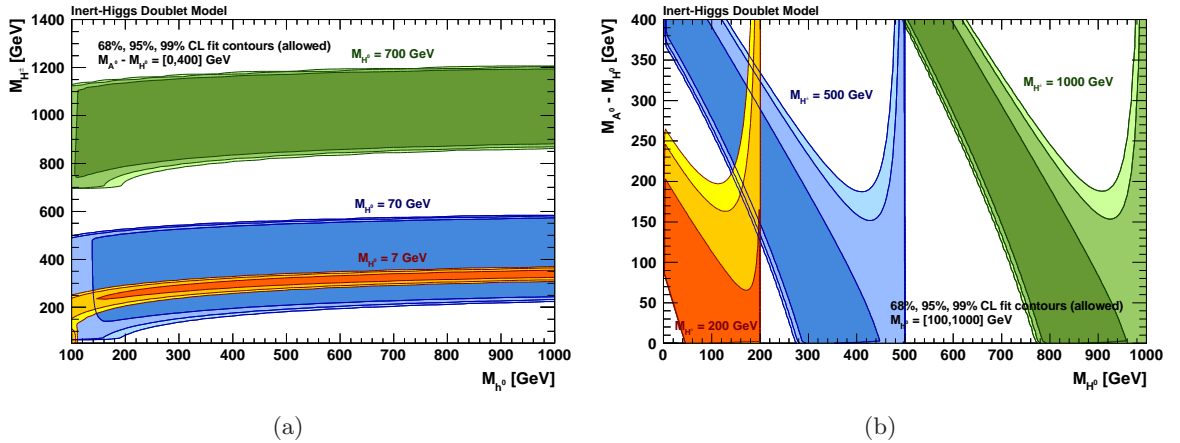 Inert-Higgs Doublet Model
M_H± [GeV]
1400
1200
1000
800
600
400
200
68%, 95%, 99% CL fit contours (allowed)
M_A⁰ - M_H⁰ = [0,400] GeV
M_H⁰ = 700 GeV
M_H⁰ = 70 GeV
M_H⁰ = 7 GeV
100 200 300 400 500 600 700 800 900 1000
M_h⁰ [GeV]
(a)
Inert-Higgs Doublet Model
M_A⁰ - M_H⁰ [GeV]
400
350
300
250
200
150
100
50
0
M_H⁺ = 500 GeV
M_H⁺ = 1000 GeV
M_H⁺ = 200 GeV
68%, 95%, 99% CL fit contours (allowed)
M_h⁰ = [100,1000] GeV
0 100 200 300 400 500 600 700 800 900 1000
M_H⁰ [GeV]
(b)